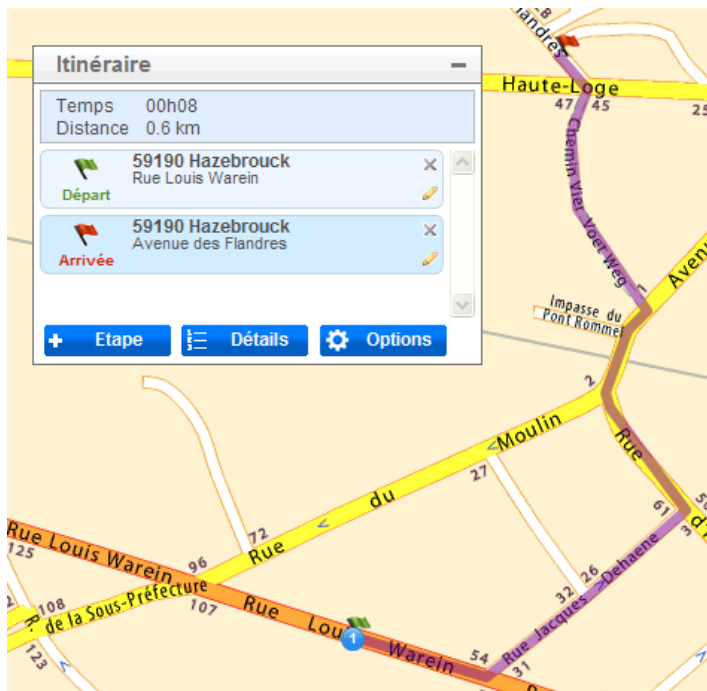 Itinéraire
Temps 00h08
Distance 0.6 km
59190 Hazebrouck
Rue Louis Warein
Départ
59190 Hazebrouck
Avenue des Flandres
Arrivée
Etape
Détails
Options
Haute-Loge
47
45
25
Chemin Vier Voet Weg
1
Impasse du
Pont Rommel
2
Rue
Rue du Moulin
27
72
61
3
50
Rue Jacques Dehaene
26
32
54
31
Rue Louis Warein
125
96
107
Rue Louis Warein
1
R. de la Sous-Préfecture
108
123